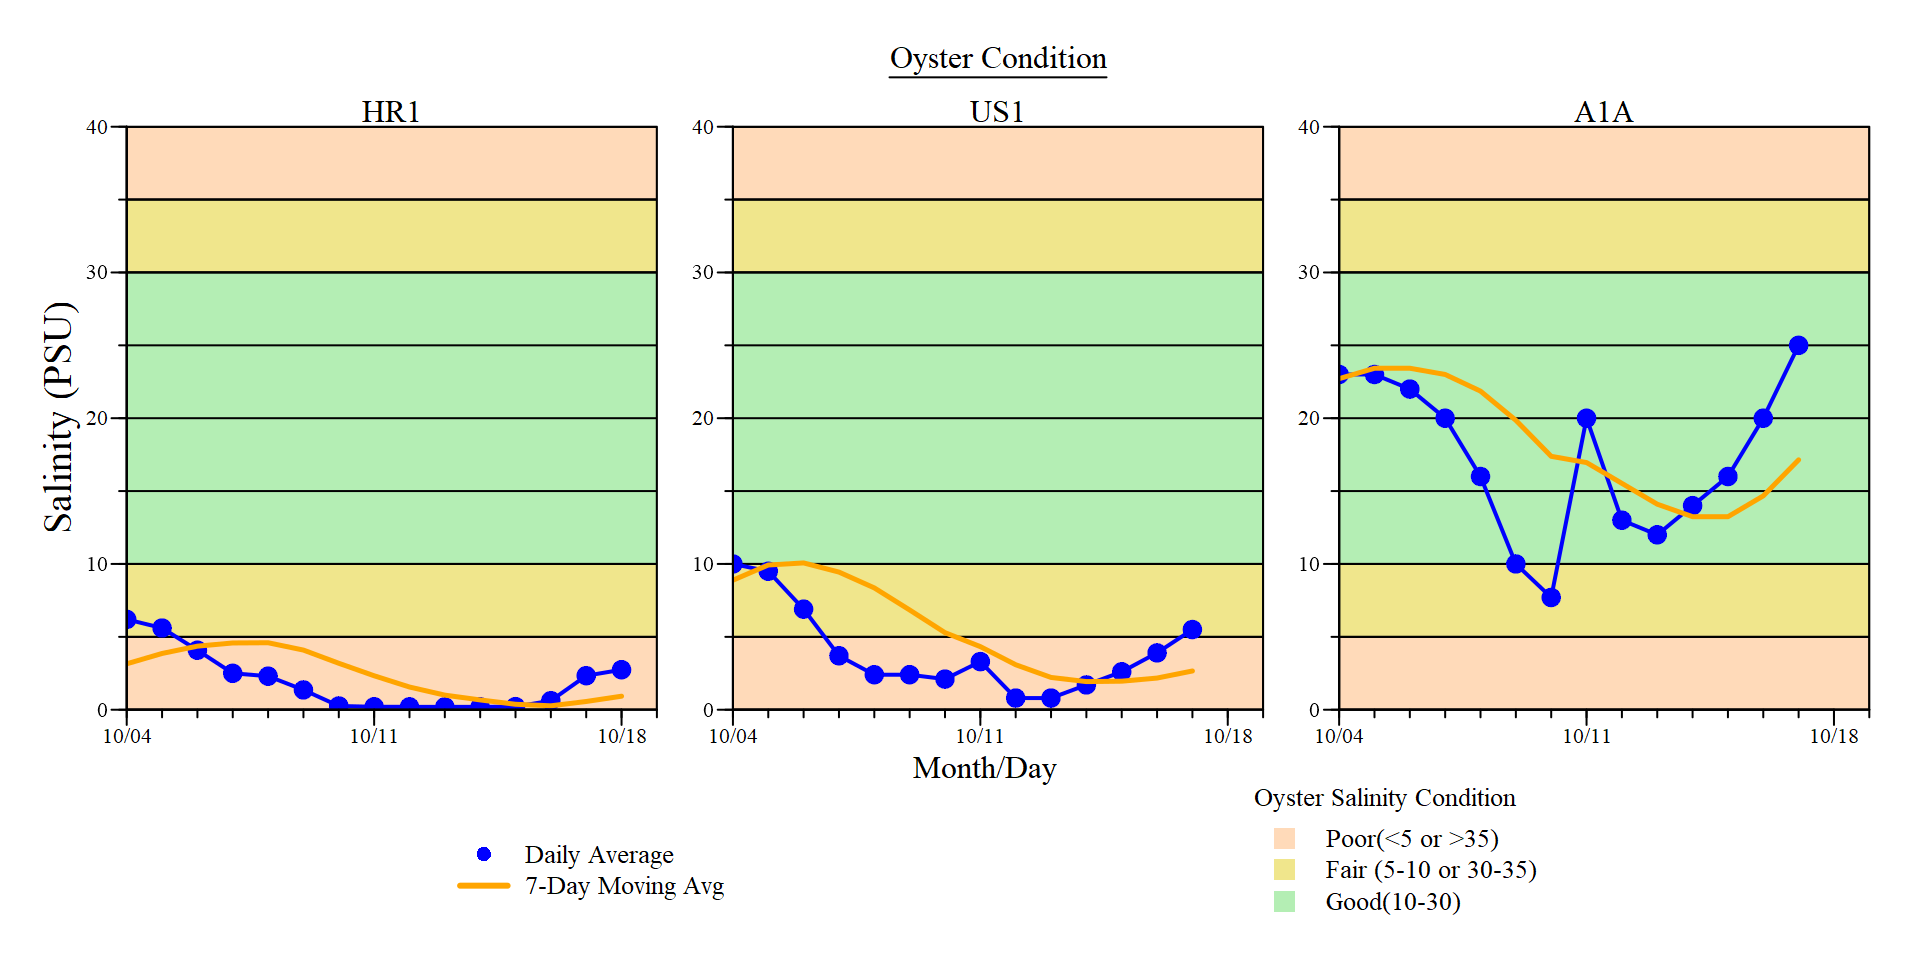 Oyster Condition
HR1
US1
A1A
Salinity (PSU)
40
30
20
10
0
10/04
10/11
10/18
40
30
20
10
0
10/04
10/11
10/18
40
30
20
10
0
10/04
10/11
10/18
Month/Day
Daily Average
7-Day Moving Avg
Oyster Salinity Condition
Poor(<5 or >35)
Fair (5-10 or 30-35)
Good(10-30)